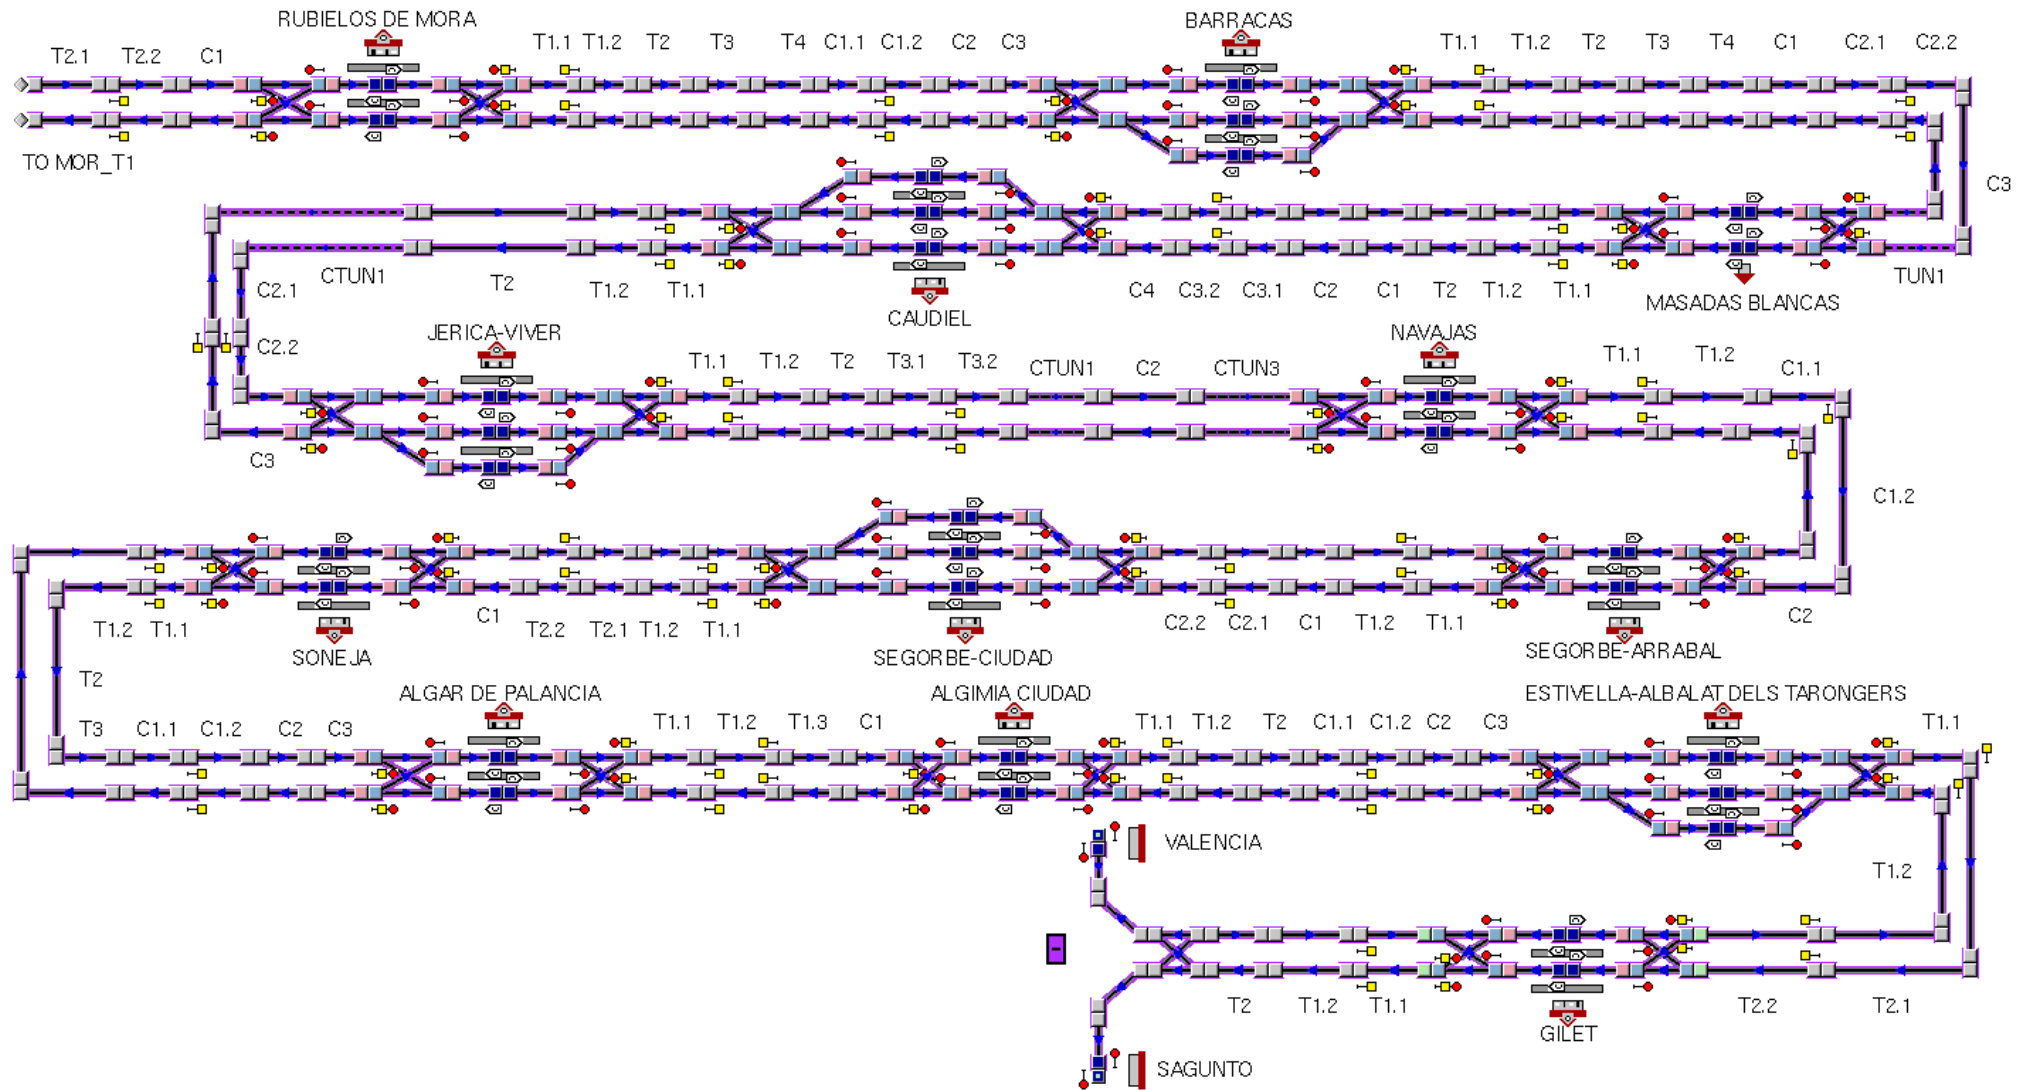 RUBIELOS DE MORA
BARRACAS
T2.1 T2.2 C1 T1.1 T1.2 T2 T3 T4 C1.1 C1.2 C2 C3 T1.1 T1.2 T2 T3 T4 C1 C2.1 C2.2
TO MOR_T1
C3
CTUN1 T2 T1.2 T1.1 C4 C3.2 C3.1 C2 C1 T2 T1.2 T1.1 TUN1
MASADAS BLANCAS
CAUDIEL
C2.1
C2.2
JERICA-VIVER
NAVAJAS
T1.1 T1.2 T2 T3.1 T3.2 CTUN1 C2 CTUN3 T1.1 T1.2 C1.1
C3
C1.2
T1.2 T1.1 C1 T2.2 T2.1 T1.2 T1.1 C2.2 C2.1 C1 T1.2 T1.1 C2
SONEJA
SEGORBE-CIUDAD
SEGORBE-ARRABAL
T2
ALGAR DE PALANCIA
ALGIMIA CIUDAD
ESTIVELLA-ALBALAT DELS TARONGERS
T3 C1.1 C1.2 C2 C3 T1.1 T1.2 T1.3 C1 T1.1 T1.2 T2 C1.1 C1.2 C2 C3 T1.1
VALENCIA
T1.2
T2 T1.2 T1.1 T2.2 T2.1
GILET
SAGUNTO